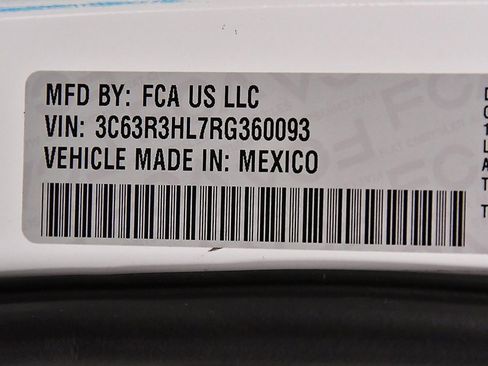 MFD BY: FCA US LLC
VIN: 3C63R3HL7RG360093
VEHICLE MADE IN: MEXICO